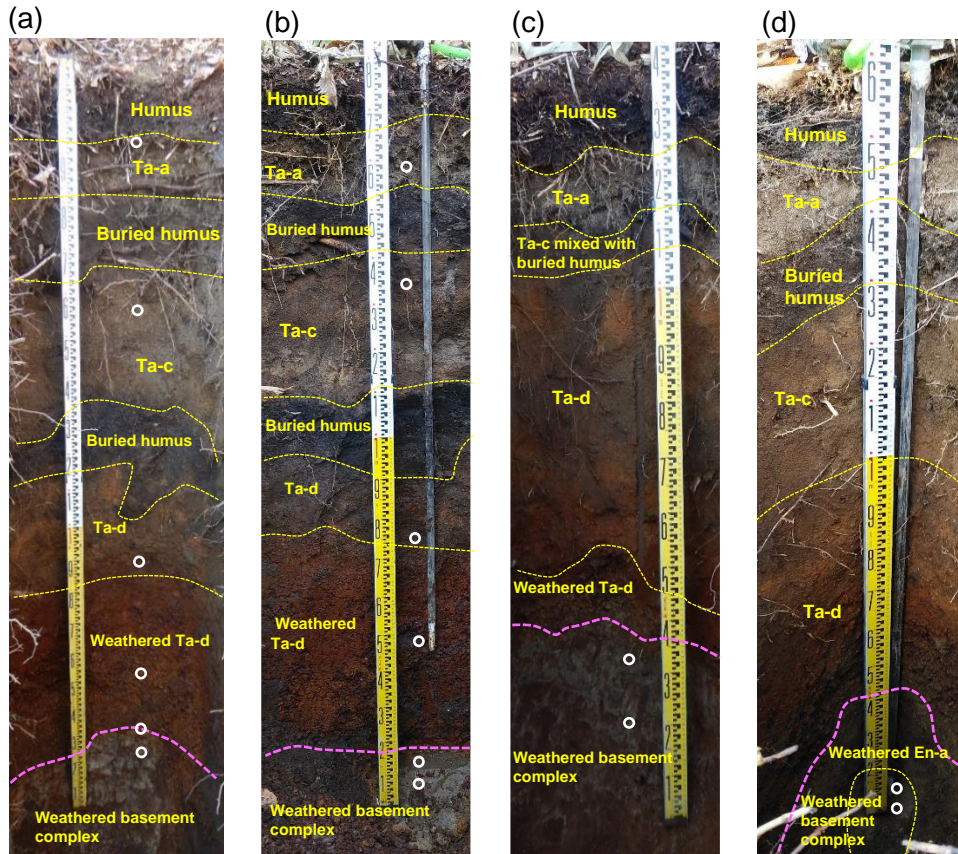 (a)
Humus
Ta-a
Buried humus
Ta-c
Buried humus
Ta-d
Weathered Ta-d
Weathered basement
complex
(b)
Humus
Ta-a
Buried humus
Ta-c
Buried humus
Ta-d
Weathered
Ta-d
Weathered basement
complex
(c)
Humus
Ta-a
Ta-c mixed with
buried humus
Ta-d
Weathered Ta-d
Weathered basement
complex
(d)
Humus
Ta-a
Buried
humus
Ta-c
Ta-d
Weathered En-a
Weathered
basement
complex